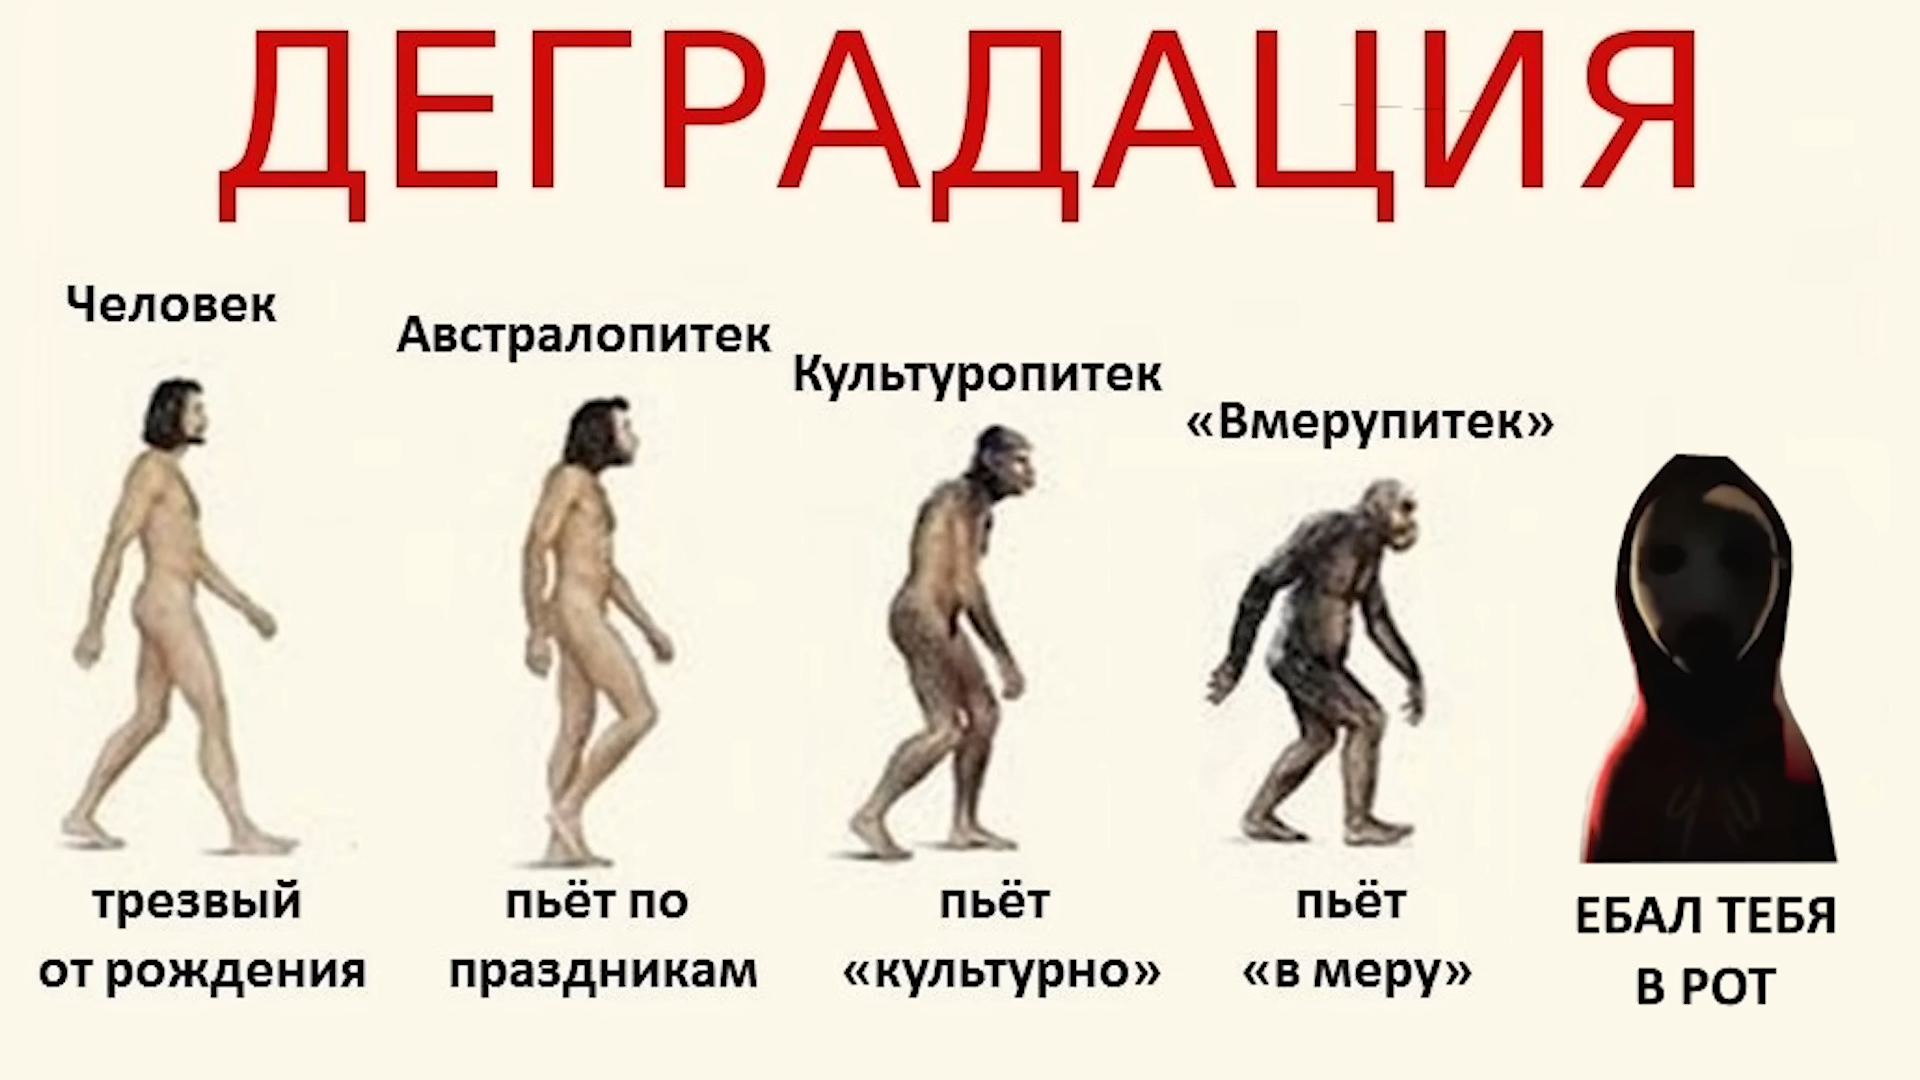 ДЕГРАДАЦИЯ
Человек
Австралопитек
Культуропитек
«Вмерупитек»
трезвый
от рождения
пьёт по
праздникам
пьёт
«культурно»
пьёт
«в меру»
ЕБАЛ ТЕБЯ
В РОТ